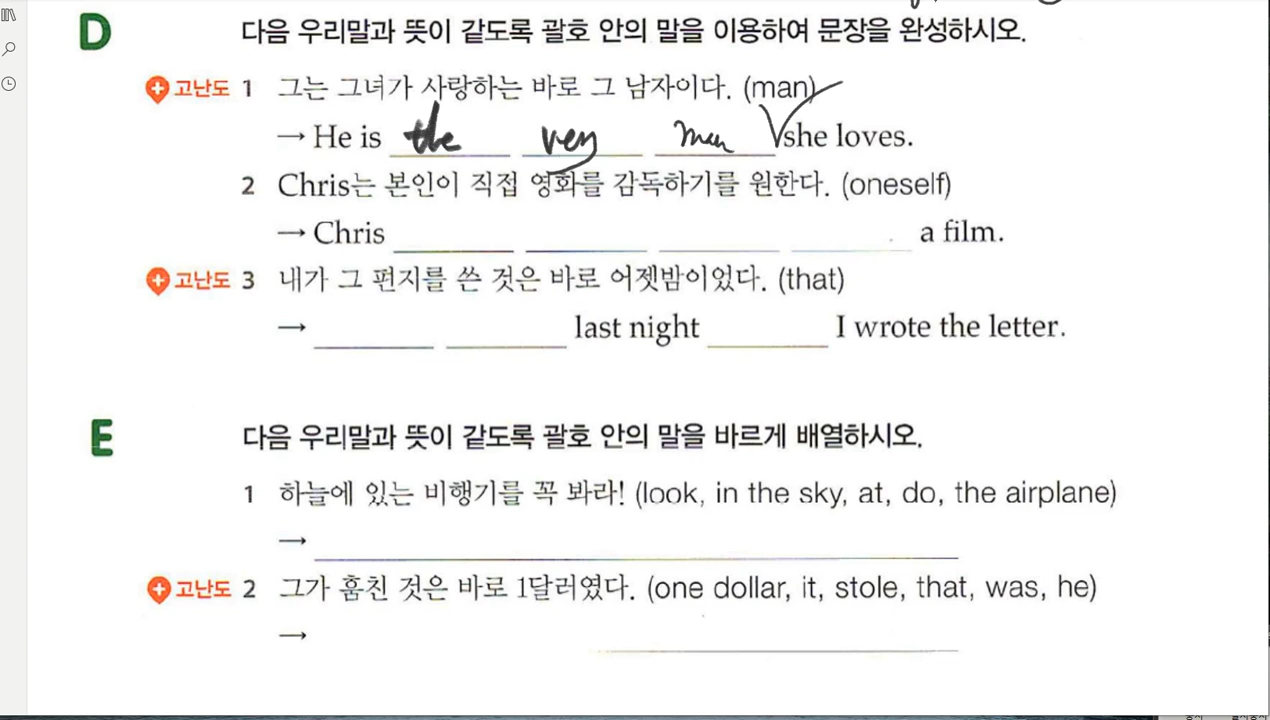 D 다음 우리말과 뜻이 같도록 괄호 안의 말을 이용하여 문장을 완성하시오.
고난도 1 그는 그녀가 사랑하는 바로 그 남자이다. (man)
→ He is the very man she loves.
2 Chris는 본인이 직접 영화를 감독하기를 원한다. (oneself)
→ Chris a film.
고난도 3 내가 그 편지를 쓴 것은 바로 어젯밤이었다. (that)
→ last night I wrote the letter.
E 다음 우리말과 뜻이 같도록 괄호 안의 말을 바르게 배열하시오.
1 하늘에 있는 비행기를 꼭 봐라! (look, in the sky, at, do, the airplane)
→
고난도 2 그가 훔친 것은 바로 1달러였다. (one dollar, it, stole, that, was, he)
→